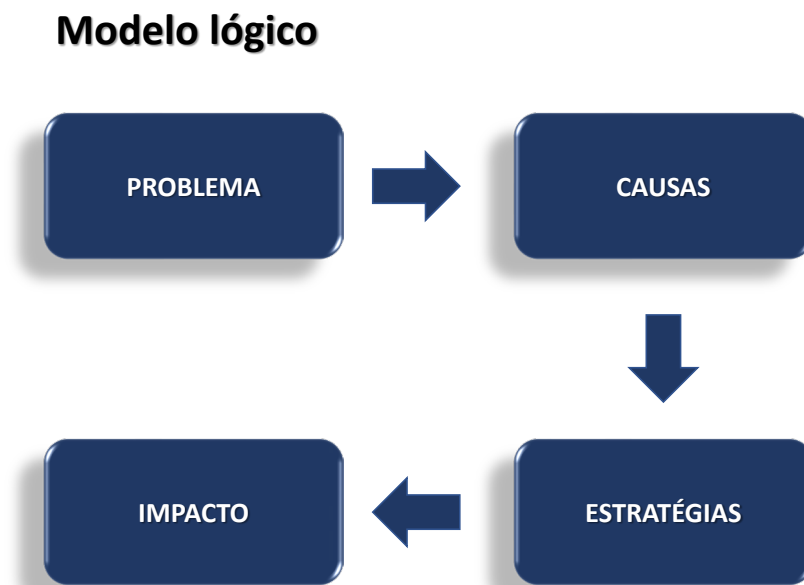 Modelo lógico
PROBLEMA
CAUSAS
IMPACTO
ESTRATÉGIAS